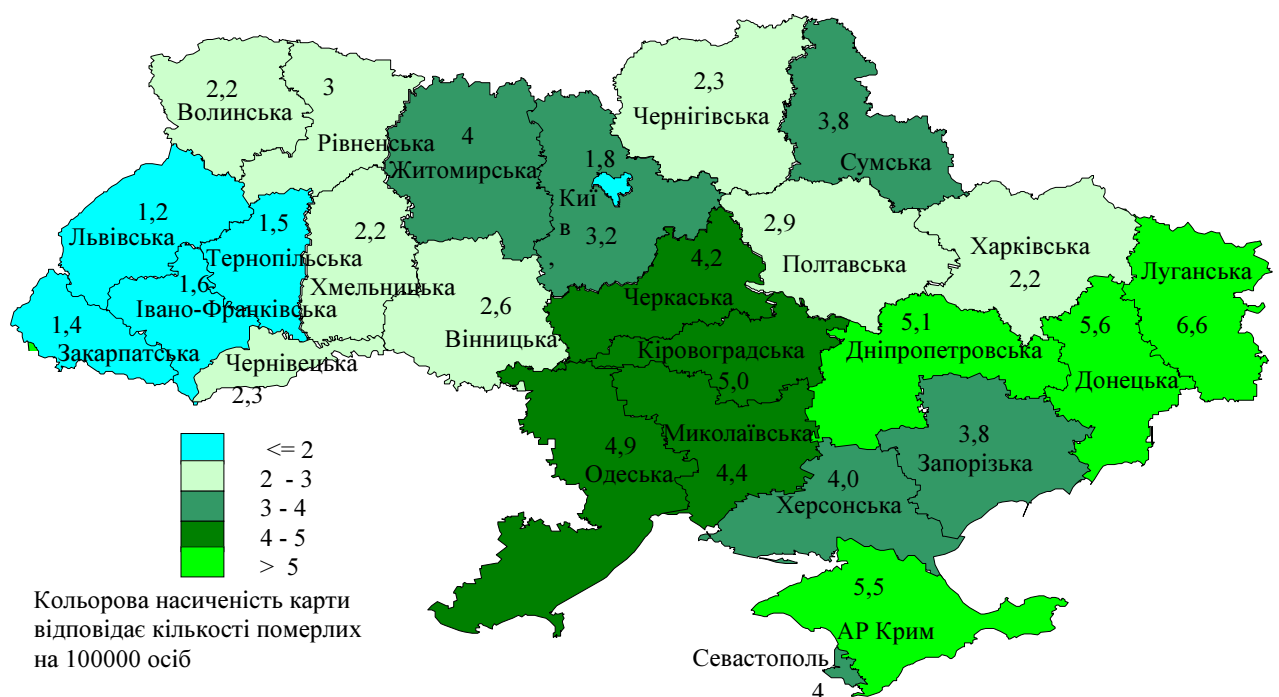 2,2
Волинська
3
Рівненська
4
Житомирська
1,8
Киї
в
,
3,2
2,3
Чернігівська
3,8
Сумська
1,2
Львівська
1,5
Тернопільська
2,2
Хмельницька
1,6
Івано-Франківська
1,4
Закарпатська
Чернівецька
2,3
2,6
Вінницька
4,2
Черкаська
2,9
Полтавська
Харківська
2,2
Луганська
6,6
5,1
Дніпропетровська
5,6
Донецька
1
Кіровоградська
5,0
4,9
Одеська
Миколаївська
4,4
4,0
Херсонська
3,8
Запорізька
5,5
АР Крим
Севастополь
4
<= 2
2 - 3
3 - 4
4 - 5
> 5
Кольорова насиченість карти
відповідає кількості померлих
на 100000 осіб